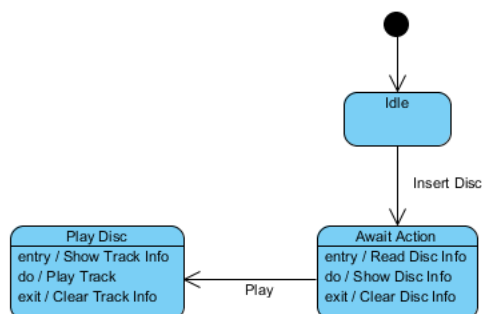 Idle
Insert Disc
Play Disc
entry / Show Track Info
do / Play Track
exit / Clear Track Info
Play
Await Action
entry / Read Disc Info
do / Show Disc Info
exit / Clear Disc Info